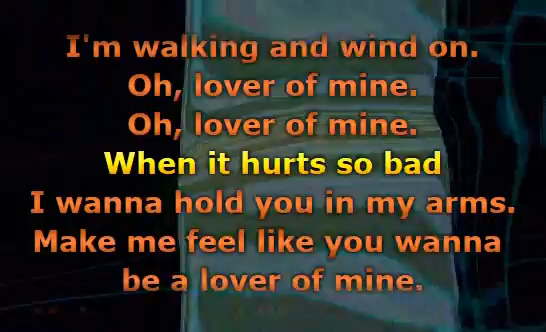 I'm walking and wind on.
Oh, lover of mine.
Oh, lover of mine.
When it hurts so bad
I wanna hold you in my arms.
Make me feel like you wanna
be a lover of mine.